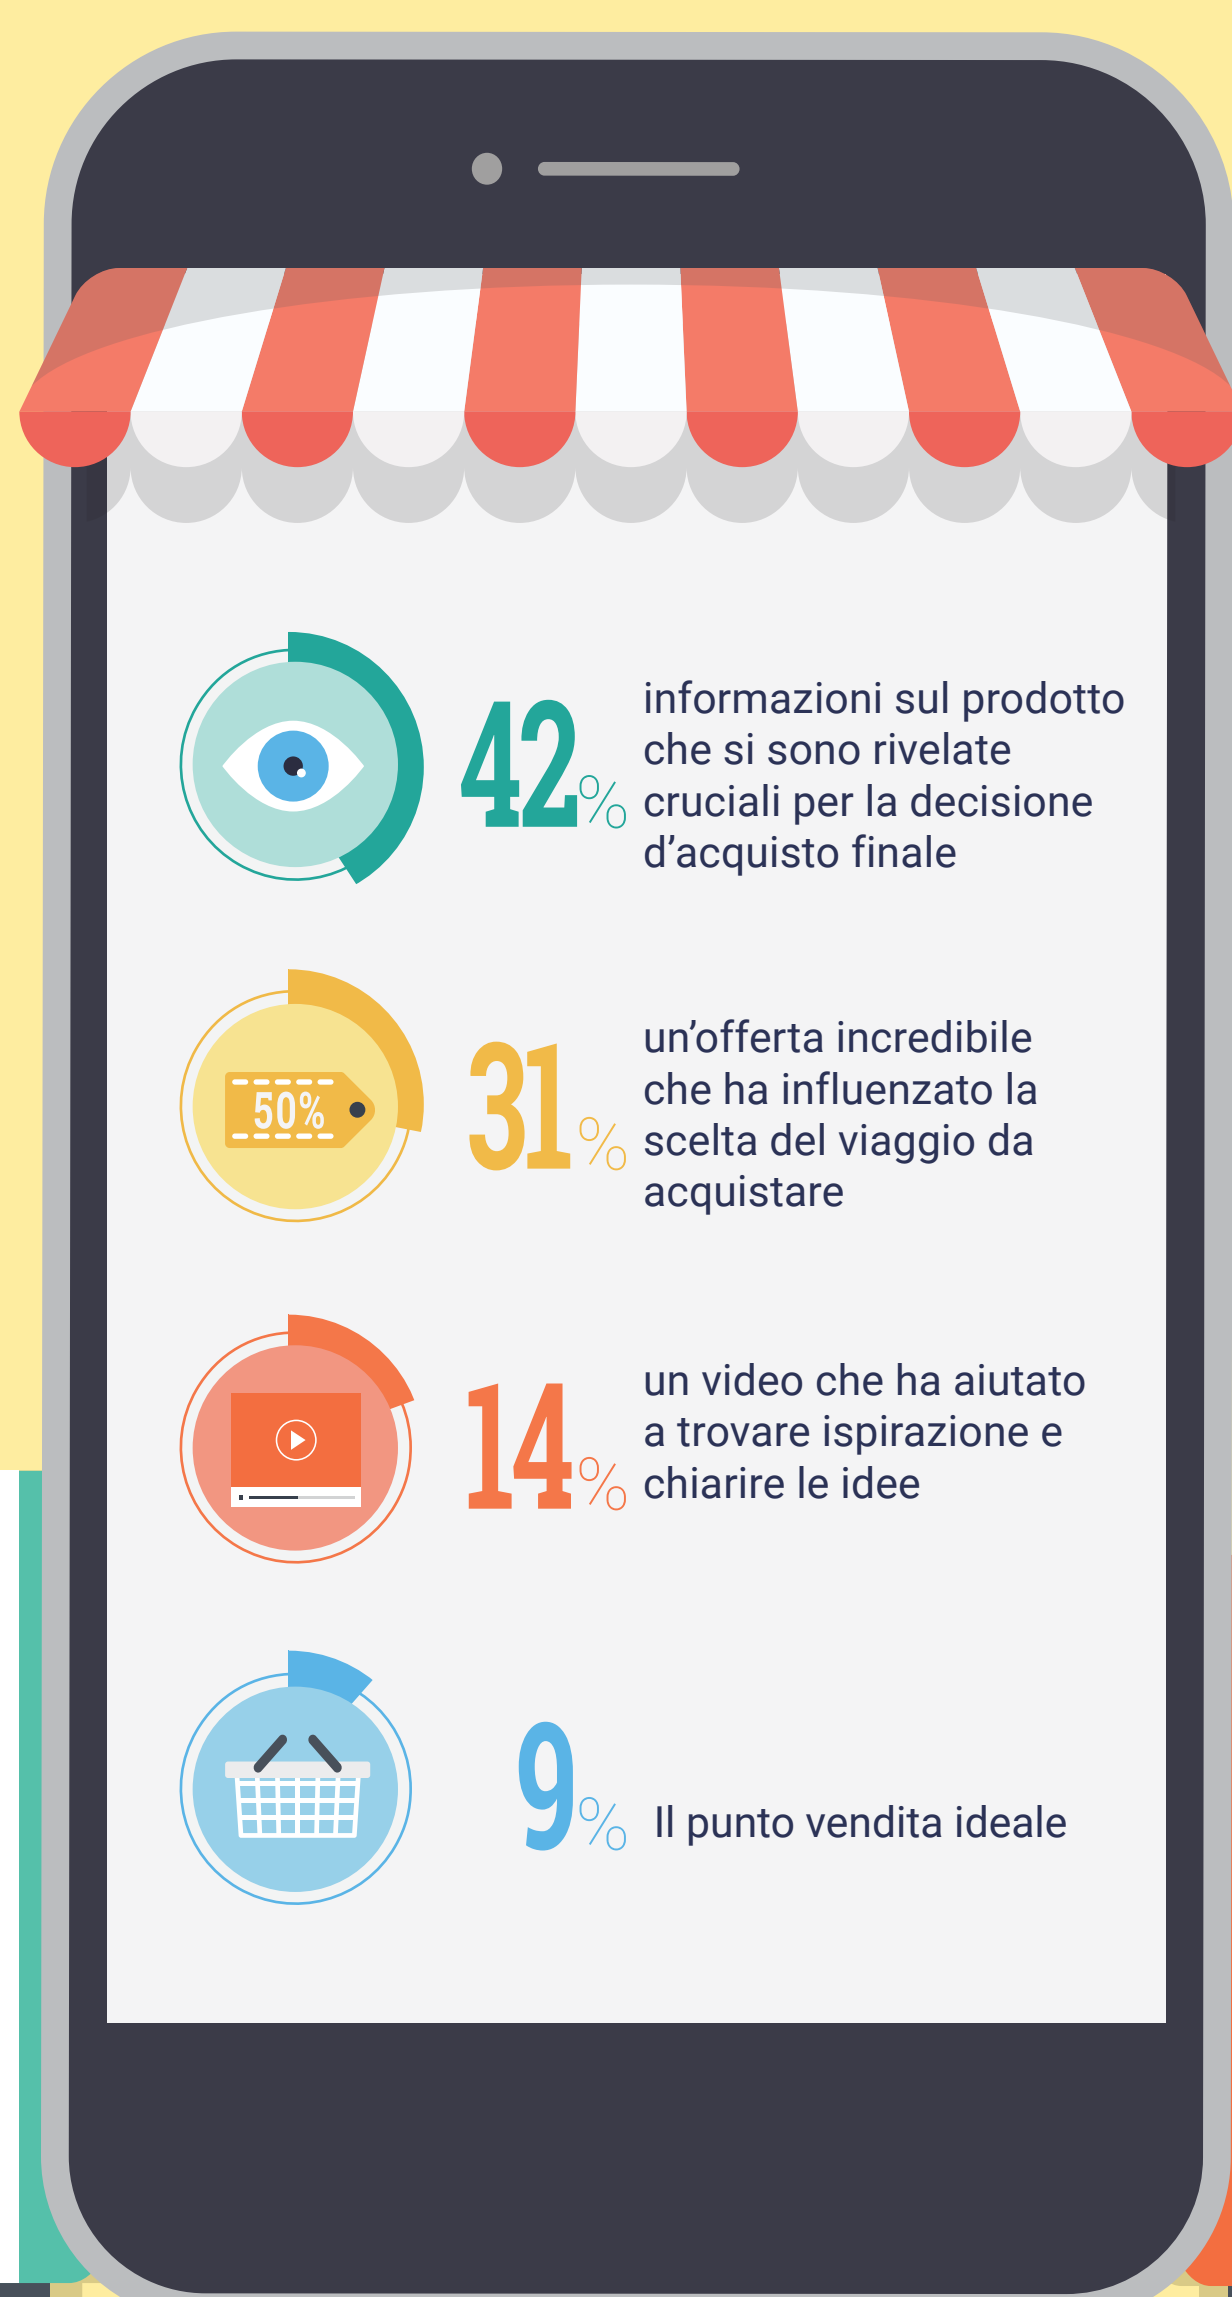 42%
informazioni sul prodotto
che si sono rivelate
cruciali per la decisione
d’acquisto finale
50%
31%
un’offerta incredibile
che ha influenzato la
scelta del viaggio da
acquistare
14%
un video che ha aiutato
a trovare ispirazione e
chiarire le idee
9%
Il punto vendita ideale